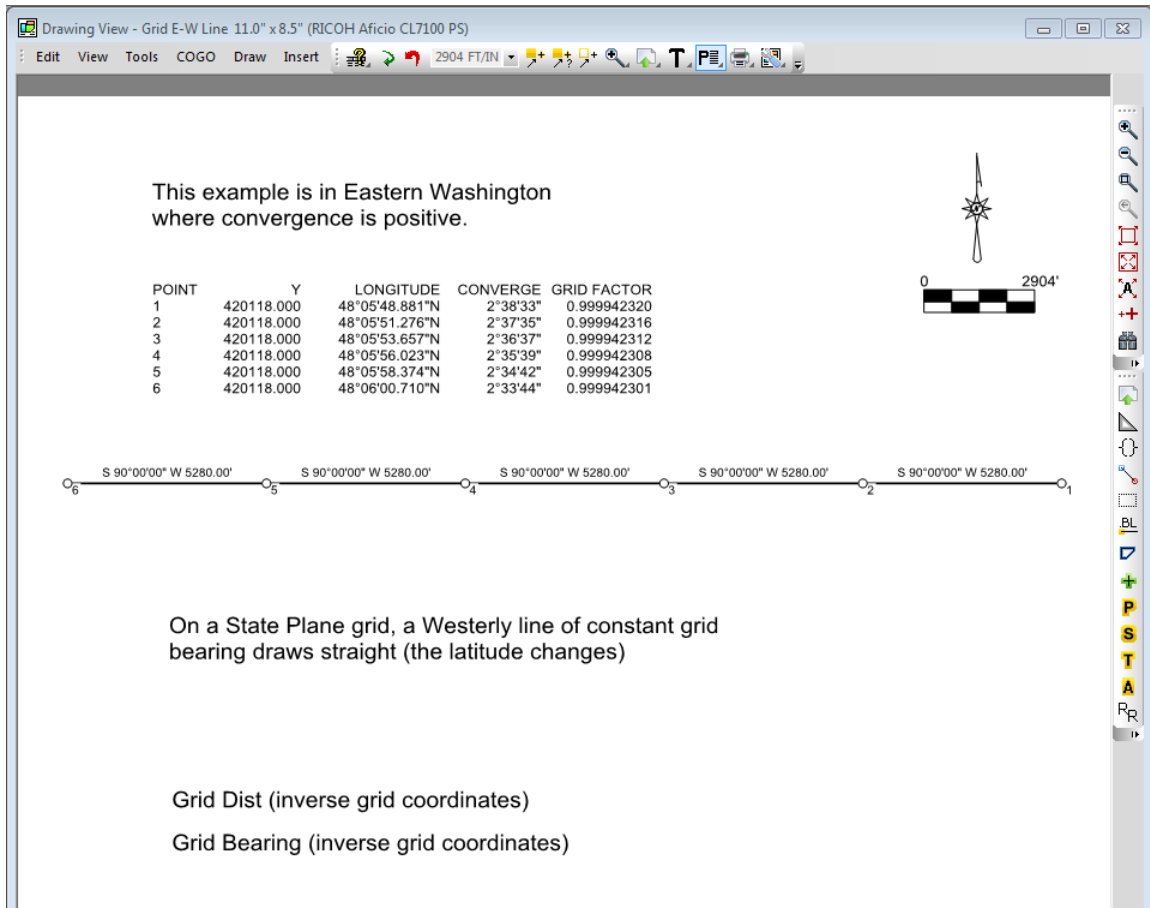 Drawing View - Grid E-W Line 11.0" x 8.5" (RICOH Aficio CL7100 PS)
Edit View Tools COGO Draw Insert 2904 FT/IN T P
This example is in Eastern Washington
where convergence is positive.
N
0 2904'
POINT Y LONGITUDE CONVERGE GRID FACTOR
1 420118.000 48°05'48.881"N 2°38'33" 0.999942320
2 420118.000 48°05'51.276"N 2°37'35" 0.999942316
3 420118.000 48°05'53.657"N 2°36'37" 0.999942312
4 420118.000 48°05'56.023"N 2°35'39" 0.999942308
5 420118.000 48°05'58.374"N 2°34'42" 0.999942305
6 420118.000 48°06'00.710"N 2°33'44" 0.999942301
S 90°00'00" W 5280.00' S 90°00'00" W 5280.00' S 90°00'00" W 5280.00' S 90°00'00" W 5280.00' S 90°00'00" W 5280.00'
6 5 4 3 2 1
On a State Plane grid, a Westerly line of constant grid
bearing draws straight (the latitude changes)
Grid Dist (inverse grid coordinates)
Grid Bearing (inverse grid coordinates)
A
.BL
P
S
T
A
RR